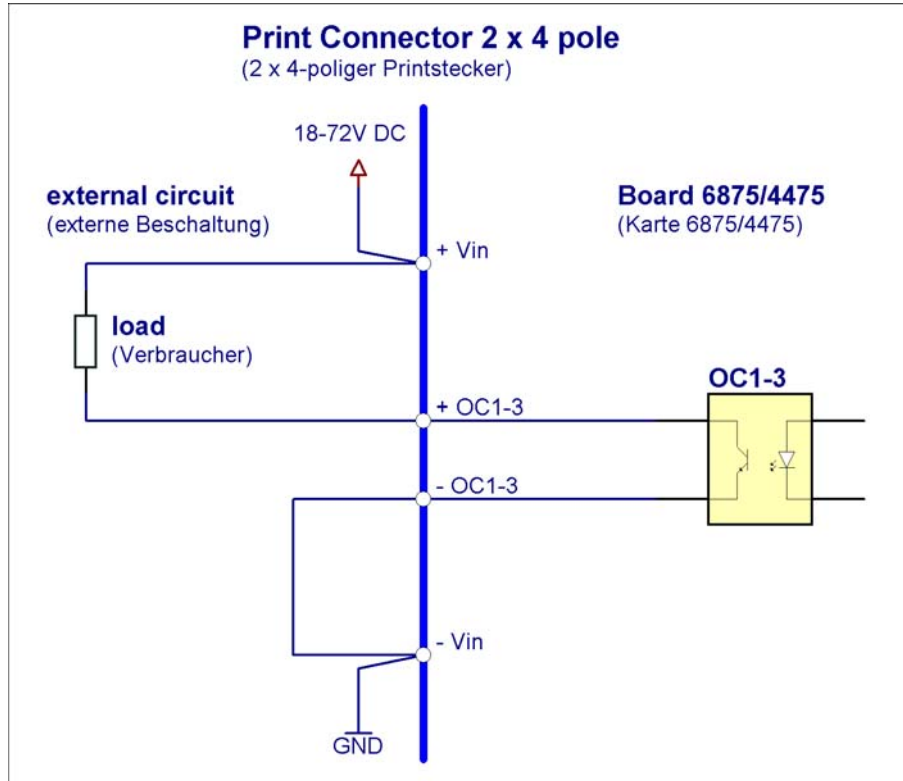 Print Connector 2 x 4 pole
(2 x 4-poliger Printstecker)
18-72V DC
external circuit
(externe Beschaltung)
Board 6875/4475
(Karte 6875/4475)
+ Vin
load
(Verbraucher)
OC1-3
+ OC1-3
- OC1-3
- Vin
GND